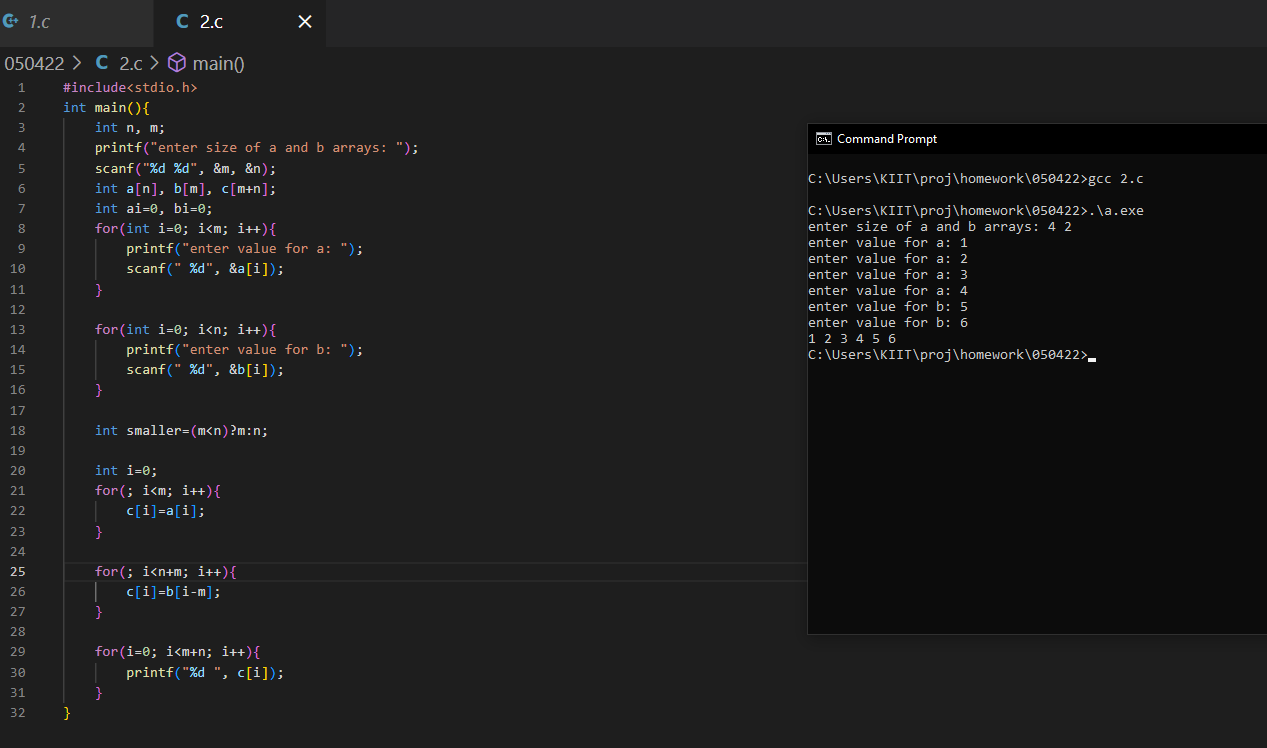 1.c
2.c
050422 > C 2.c > main()
1 #include<stdio.h>
2 int main(){
3     int n, m;
4     printf("enter size of a and b arrays: ");
5     scanf("%d %d", &m, &n);
6     int a[n], b[m], c[m+n];
7     int ai=0, bi=0;
8     for(int i=0; i<m; i++){
9         printf("enter value for a: ");
10         scanf(" %d", &a[i]);
11     }
12
13     for(int i=0; i<n; i++){
14         printf("enter value for b: ");
15         scanf(" %d", &b[i]);
16     }
17
18     int smaller=(m<n)?m:n;
19
20     int i=0;
21     for(; i<m; i++){
22         c[i]=a[i];
23     }
24
25     for(; i<n+m; i++){
26         c[i]=b[i-m];
27     }
28
29     for(i=0; i<m+n; i++){
30         printf("%d ", c[i]);
31     }
32 }
Command Prompt
C:\Users\KIIT\proj\homework\050422>gcc 2.c
C:\Users\KIIT\proj\homework\050422>.\a.exe
enter size of a and b arrays: 4 2
enter value for a: 1
enter value for a: 2
enter value for a: 3
enter value for a: 4
enter value for b: 5
enter value for b: 6
1 2 3 4 5 6
C:\Users\KIIT\proj\homework\050422>